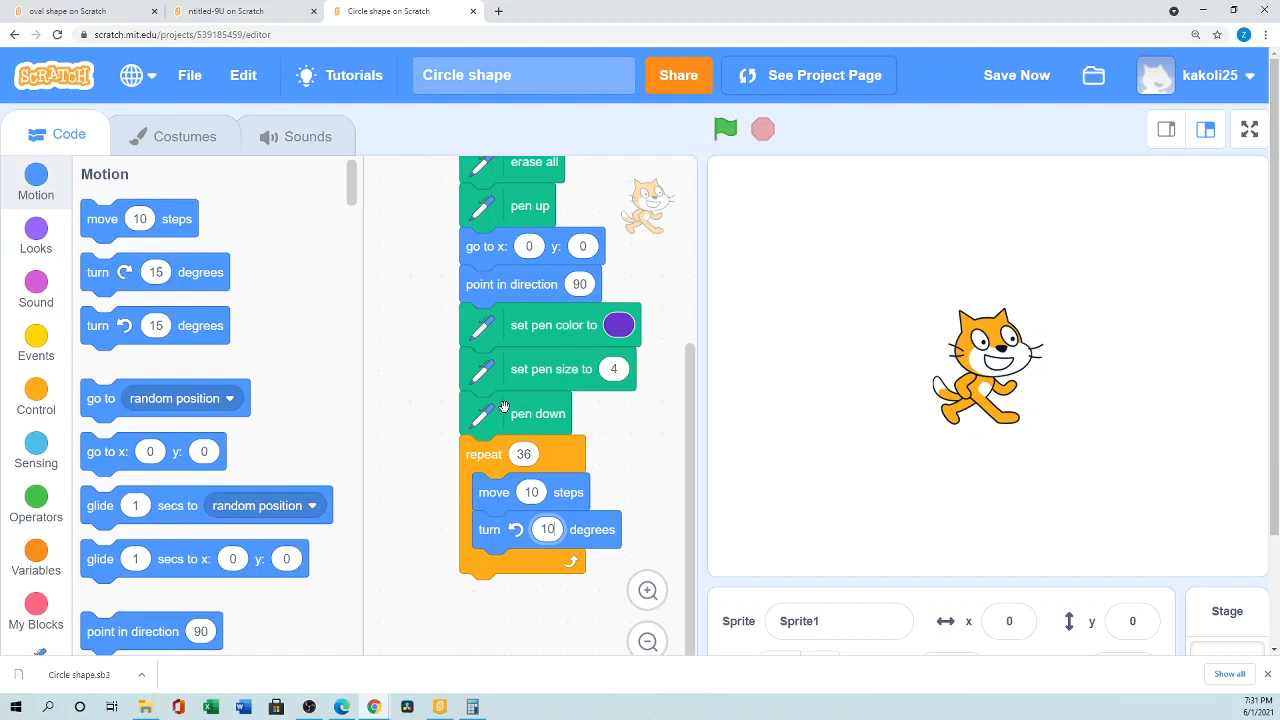 oval shape on Scratch
ntitled-9U on Scratch
Circle shape on Scratch
scratch.mit.edu/projects/539185459/editor
Z
SCRATCH
File
Edit
Tutorials
Circle shape
Share
See Project Page
Save Now
kakoli25
Code
Costumes
Sounds
Motion
Looks
Sound
Events
Control
Sensing
Operators
Variables
My Blocks
Motion
move 10 steps
turn 15 degrees
turn 15 degrees
go to random position
go to x: 0 y: 0
glide 1 secs to random position
glide 1 secs to x: 0 y: 0
point in direction 90
erase all
pen up
go to x: 0 y: 0
point in direction 90
set pen color to
set pen size to 4
pen down
repeat 36
move 10 steps
turn 10 degrees
Sprite Sprite1 x 0 y 0
Stage
Circle shape.sb3
Show all
7:31 PM
6/1/2021